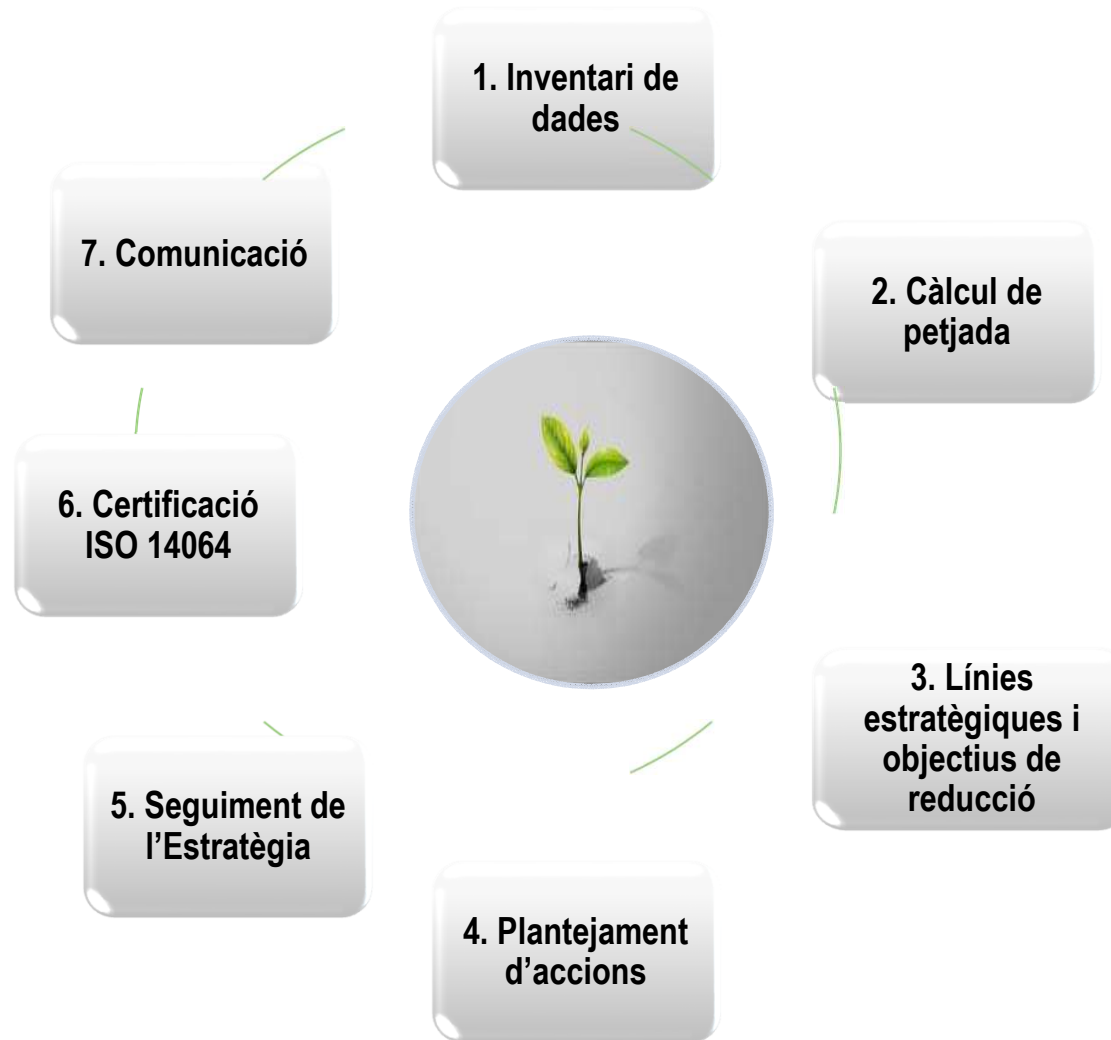 1. Inventari de
dades
2. Càlcul de
petjada
3. Línies
estratègiques i
objectius de
reducció
4. Plantejament
d’accions
5. Seguiment de
l’Estratègia
6. Certificació
ISO 14064
7. Comunicació